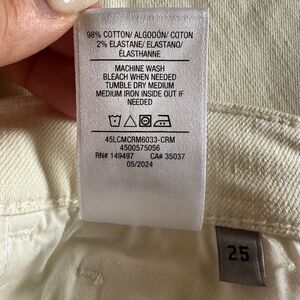 98% COTTON/ ALGODÓN/ COTON
2% ELASTANE/ ELASTANO/
ÉLASTHANNE
MACHINE WASH
BLEACH WHEN NEEDED
TUMBLE DRY MEDIUM
MEDIUM IRON INSIDE OUT IF
NEEDED
45LCMCRM6033-CRM
4500575056
RN# 149497 CA# 35037
05/2024
25